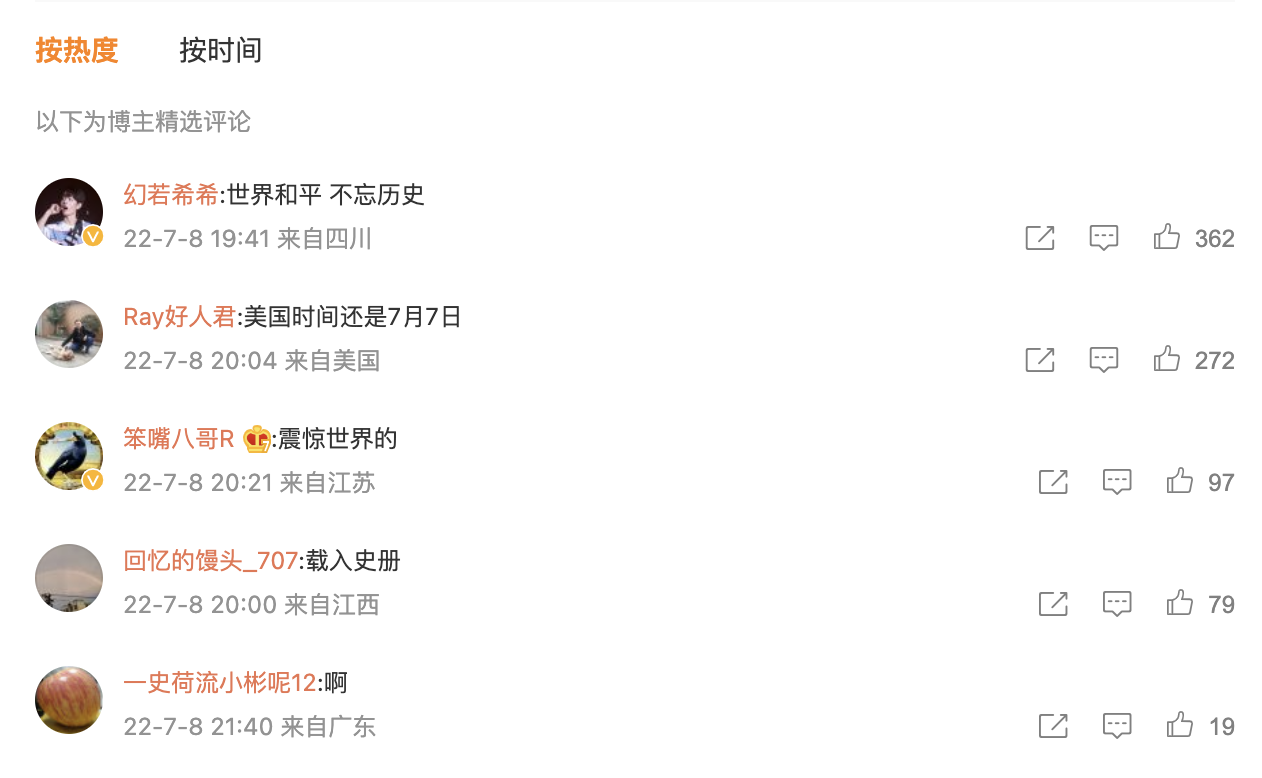 按热度 按时间
以下为博主精选评论
幻若希希:世界和平 不忘历史
22-7-8 19:41 来自四川 362
Ray好人君:美国时间还是7月7日
22-7-8 20:04 来自美国 272
笨嘴八哥R :震惊世界的
22-7-8 20:21 来自江苏 97
回忆的馒头_707:载入史册
22-7-8 20:00 来自江西 79
一史荷流小彬呢12:啊
22-7-8 21:40 来自广东 19